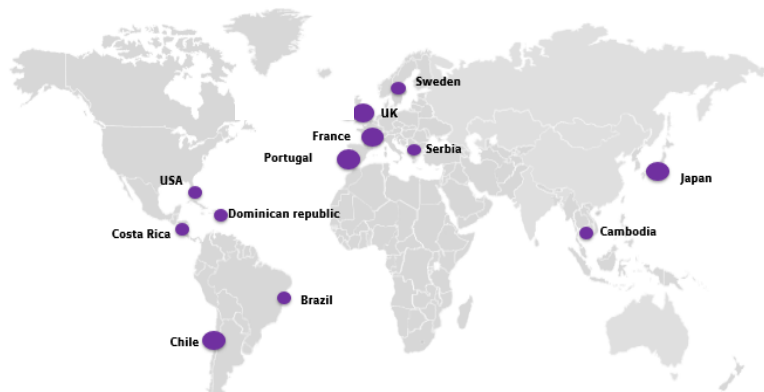 Sweden
UK
France
Serbia
Portugal
USA
Japan
Dominican republic
Costa Rica
Cambodia
Brazil
Chile